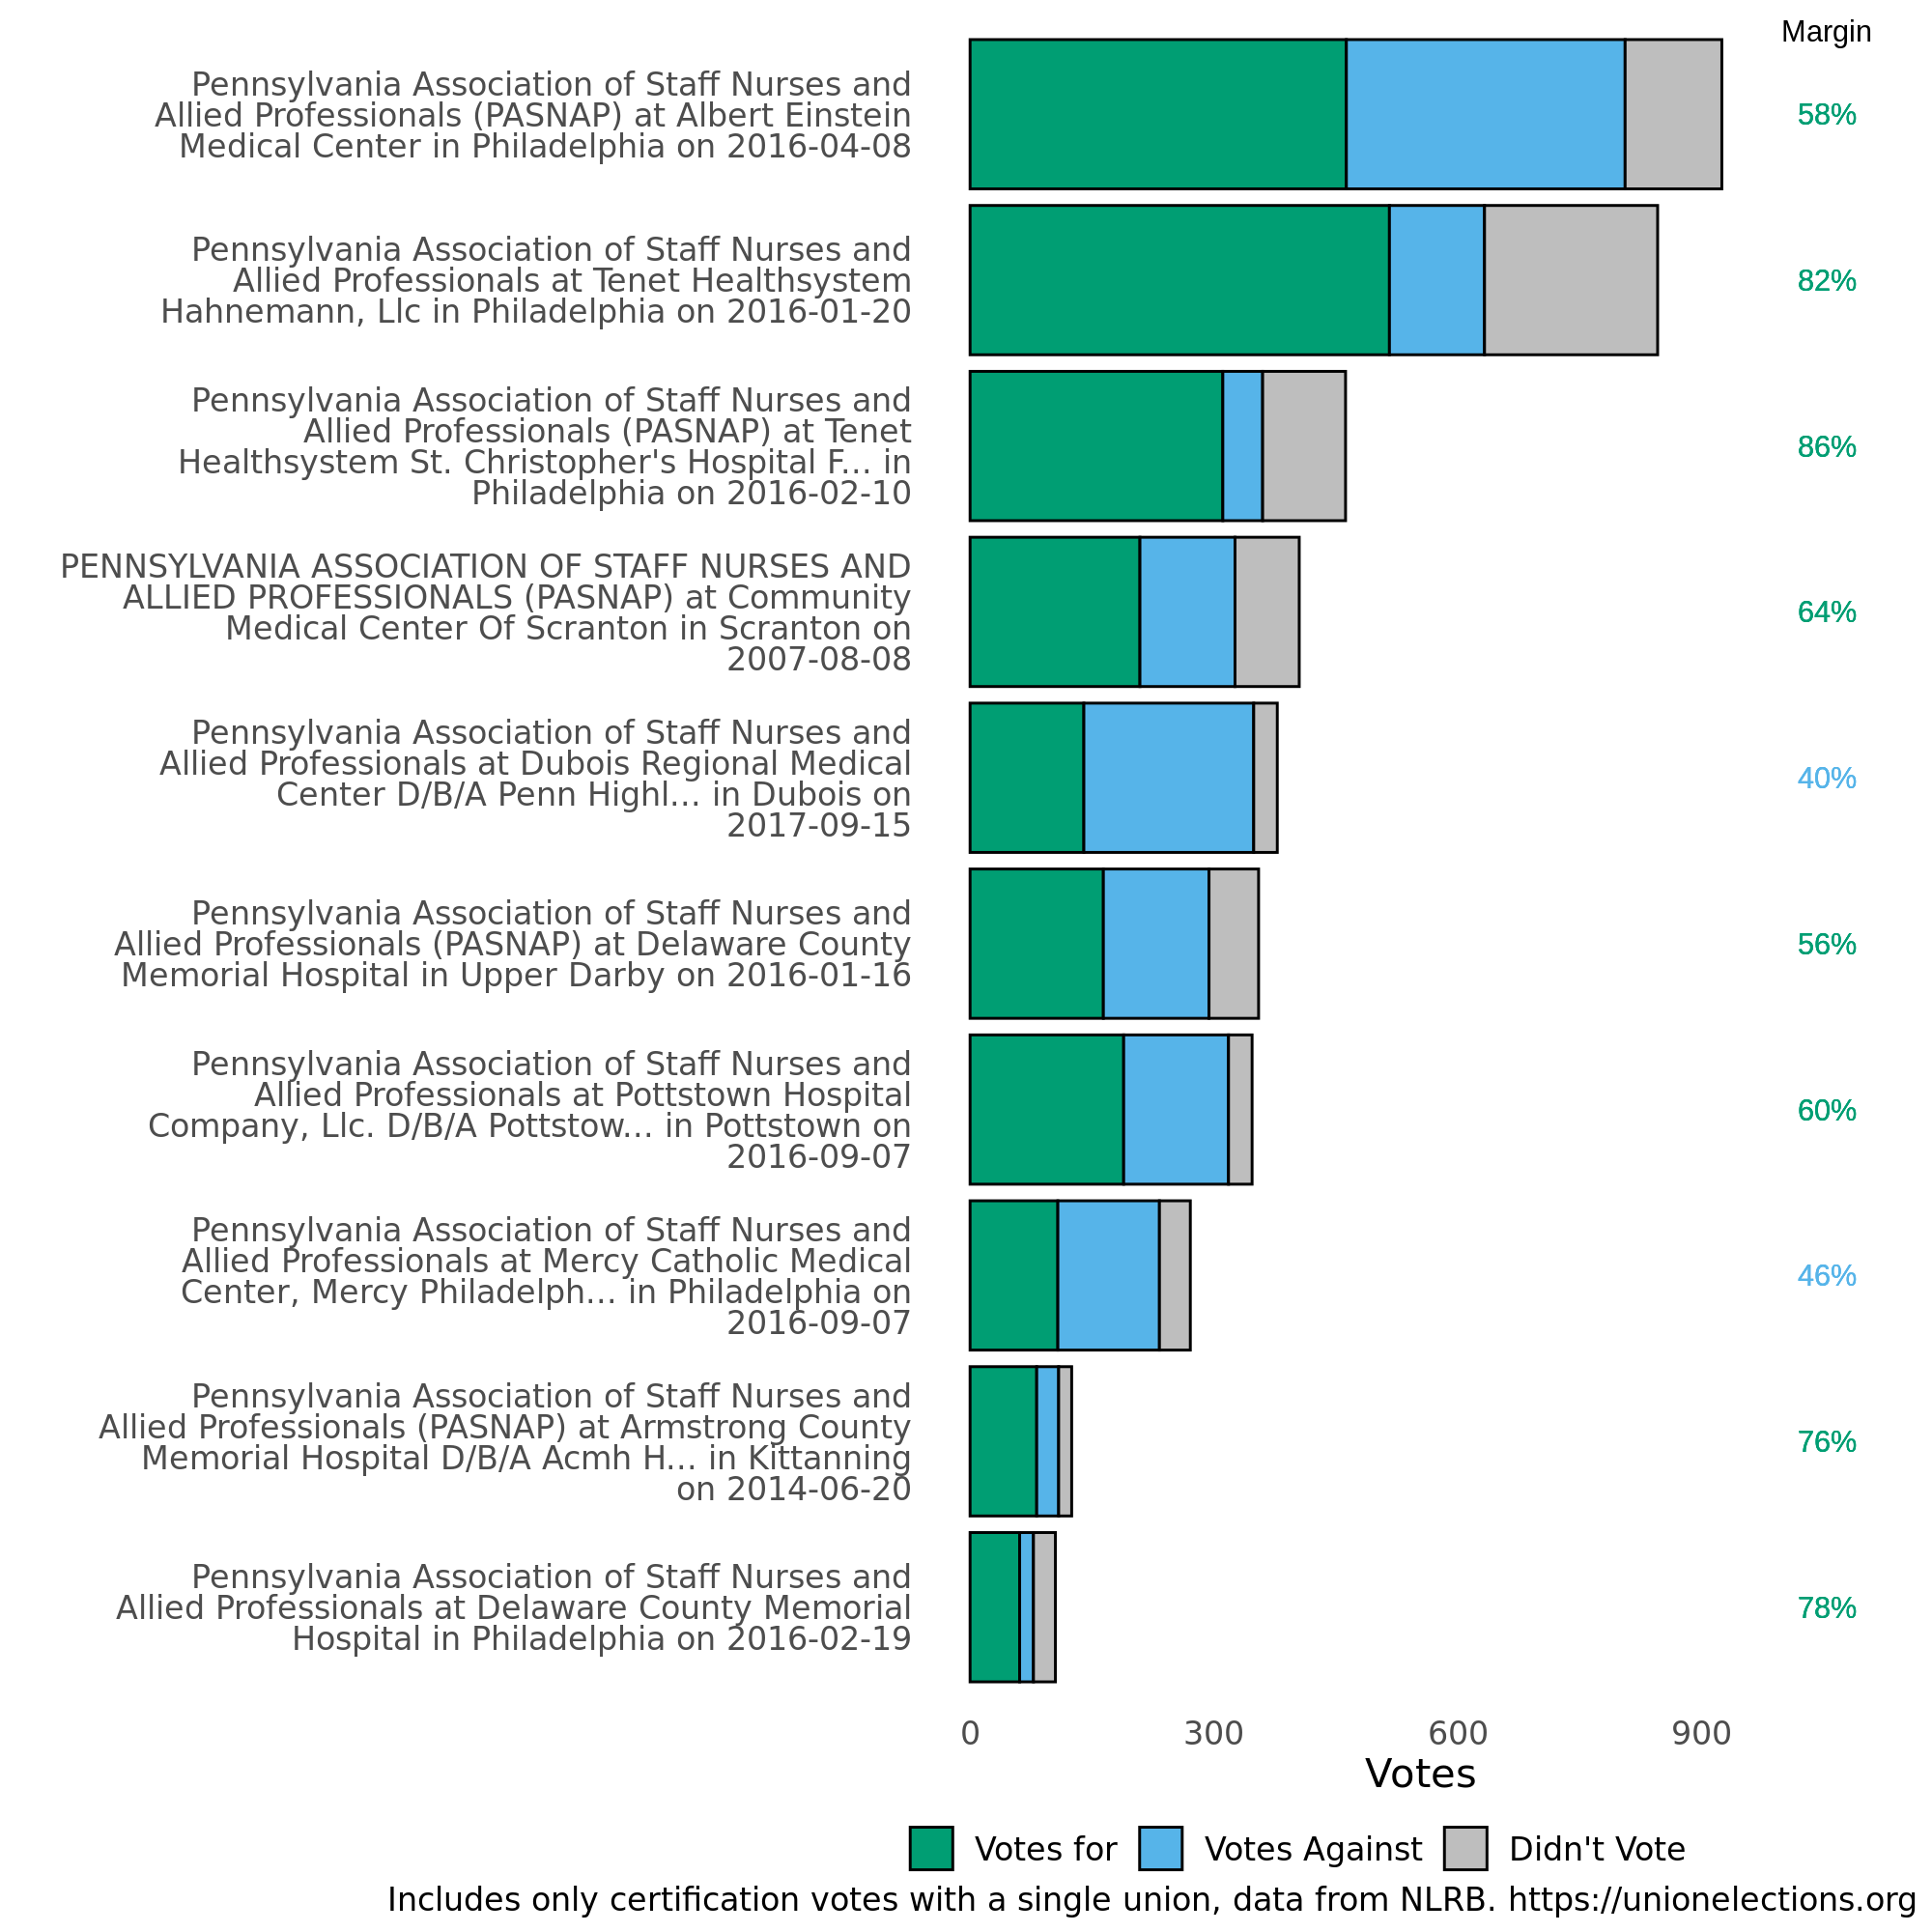 Margin
Pennsylvania Association of Staff Nurses and
Allied Professionals (PASNAP) at Albert Einstein
Medical Center in Philadelphia on 2016-04-08
58%
Pennsylvania Association of Staff Nurses and
Allied Professionals at Tenet Healthsystem
Hahnemann, Llc in Philadelphia on 2016-01-20
82%
Pennsylvania Association of Staff Nurses and
Allied Professionals (PASNAP) at Tenet
Healthsystem St. Christopher's Hospital F... in
Philadelphia on 2016-02-10
86%
PENNSYLVANIA ASSOCIATION OF STAFF NURSES AND
ALLIED PROFESSIONALS (PASNAP) at Community
Medical Center Of Scranton in Scranton on
2007-08-08
64%
Pennsylvania Association of Staff Nurses and
Allied Professionals at Dubois Regional Medical
Center D/B/A Penn Highl... in Dubois on
2017-09-15
40%
Pennsylvania Association of Staff Nurses and
Allied Professionals (PASNAP) at Delaware County
Memorial Hospital in Upper Darby on 2016-01-16
56%
Pennsylvania Association of Staff Nurses and
Allied Professionals at Pottstown Hospital
Company, Llc. D/B/A Pottstow... in Pottstown on
2016-09-07
60%
Pennsylvania Association of Staff Nurses and
Allied Professionals at Mercy Catholic Medical
Center, Mercy Philadelph... in Philadelphia on
2016-09-07
46%
Pennsylvania Association of Staff Nurses and
Allied Professionals (PASNAP) at Armstrong County
Memorial Hospital D/B/A Acmh H... in Kittanning
on 2014-06-20
76%
Pennsylvania Association of Staff Nurses and
Allied Professionals at Delaware County Memorial
Hospital in Philadelphia on 2016-02-19
78%
0 300 600 900
Votes
Votes for Votes Against Didn't Vote
Includes only certification votes with a single union, data from NLRB. https://unionelections.org